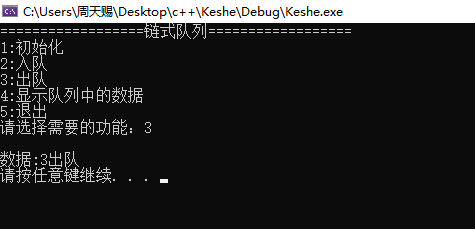 C:\Users\周天赐\Desktop\c++\Keshe\Debug\Keshe.exe
==================链式队列==================
1:初始化
2:入队
3:出队
4:显示队列中的数据
5:退出
请选择需要的功能：3
数据:3出队
请按任意键继续. . .